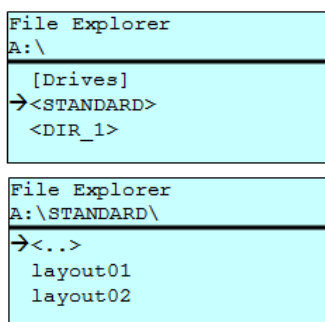 File Explorer
A:\
[Drives]
→<STANDARD>
<DIR_1>
File Explorer
A:\STANDARD\
→<..>
layout01
layout02